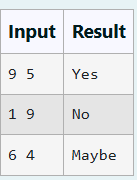 Input Result
9 5 Yes
1 9 No
6 4 Maybe